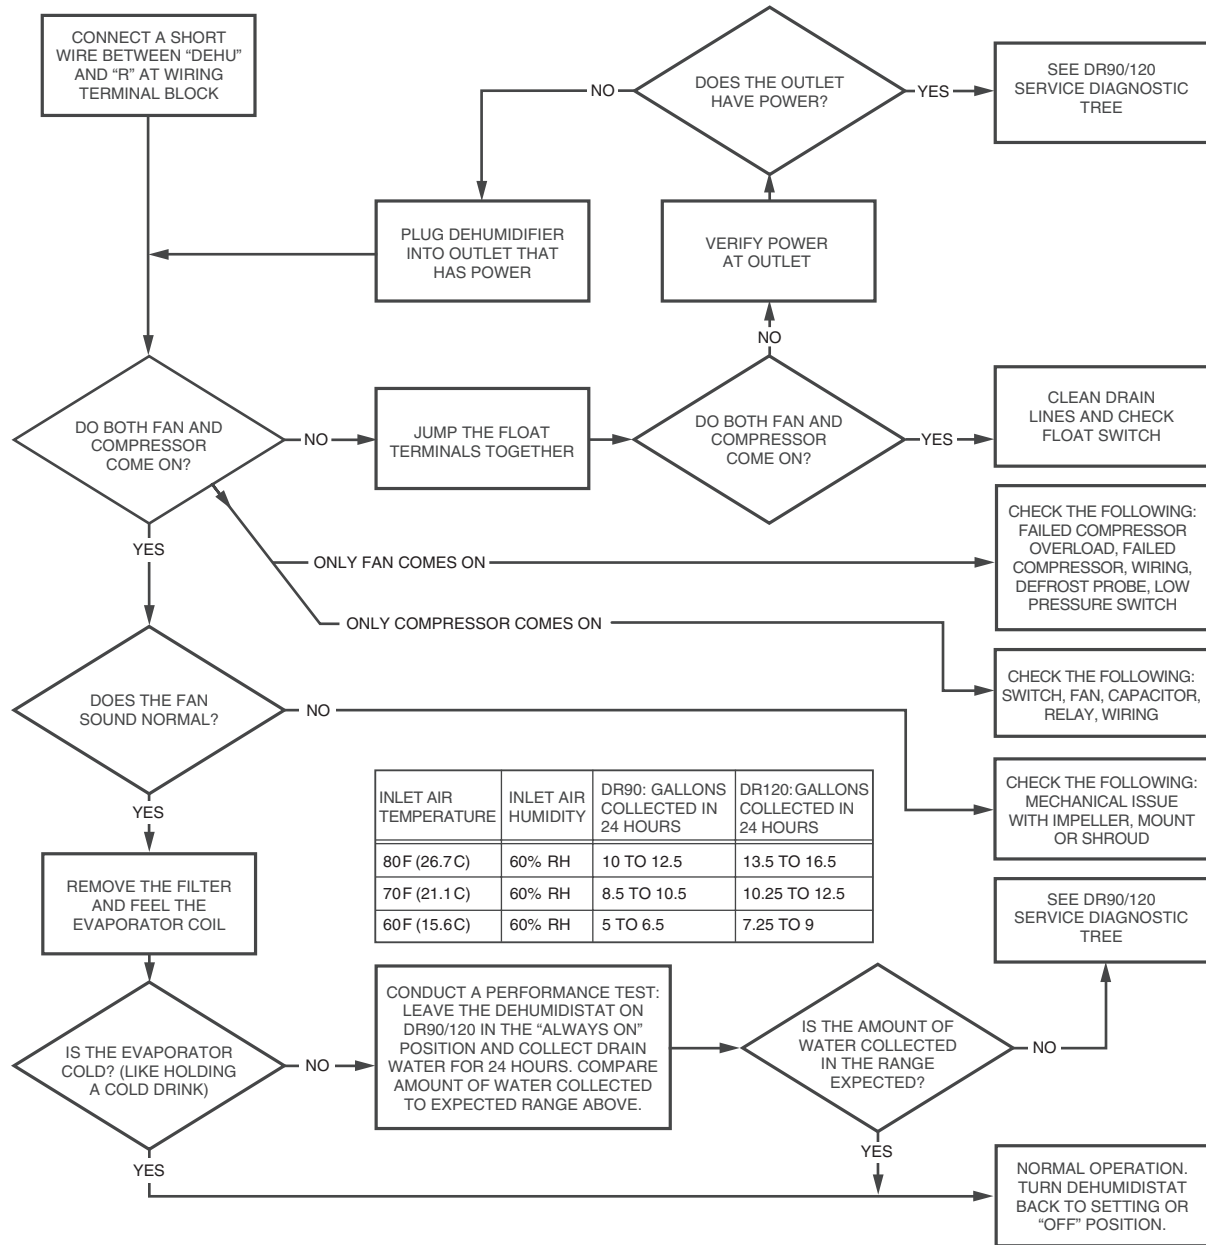 CONNECT A SHORT
WIRE BETWEEN “DEHU”
AND “R” AT WIRING
TERMINAL BLOCK
NO
DOES THE OUTLET
HAVE POWER?
YES
SEE DR90/120
SERVICE DIAGNOSTIC
TREE
PLUG DEHUMIDIFIER
INTO OUTLET THAT
HAS POWER
VERIFY POWER
AT OUTLET
NO
DO BOTH FAN AND
COMPRESSOR
COME ON?
NO
JUMP THE FLOAT
TERMINALS TOGETHER
DO BOTH FAN AND
COMPRESSOR
COME ON?
YES
CLEAN DRAIN
LINES AND CHECK
FLOAT SWITCH
YES
ONLY FAN COMES ON
CHECK THE FOLLOWING:
FAILED COMPRESSOR
OVERLOAD, FAILED
COMPRESSOR, WIRING,
DEFROST PROBE, LOW
PRESSURE SWITCH
ONLY COMPRESSOR COMES ON
CHECK THE FOLLOWING:
SWITCH, FAN, CAPACITOR,
RELAY, WIRING
DOES THE FAN
SOUND NORMAL?
NO
CHECK THE FOLLOWING:
MECHANICAL ISSUE
WITH IMPELLER, MOUNT
OR SHROUD
YES
INLET AIR TEMPERATURE INLET AIR HUMIDITY DR90: GALLONS COLLECTED IN 24 HOURS DR120: GALLONS COLLECTED IN 24 HOURS
80F (26.7C) 60% RH 10 TO 12.5 13.5 TO 16.5
70F (21.1C) 60% RH 8.5 TO 10.5 10.25 TO 12.5
60F (15.6C) 60% RH 5 TO 6.5 7.25 TO 9
REMOVE THE FILTER
AND FEEL THE
EVAPORATOR COIL
SEE DR90/120
SERVICE DIAGNOSTIC
TREE
IS THE EVAPORATOR
COLD? (LIKE HOLDING
A COLD DRINK)
NO
CONDUCT A PERFORMANCE TEST:
LEAVE THE DEHUMIDISTAT ON
DR90/120 IN THE “ALWAYS ON”
POSITION AND COLLECT DRAIN
WATER FOR 24 HOURS. COMPARE
AMOUNT OF WATER COLLECTED
TO EXPECTED RANGE ABOVE.
IS THE AMOUNT OF
WATER COLLECTED
IN THE RANGE
EXPECTED?
NO
YES
YES
NORMAL OPERATION.
TURN DEHUMIDISTAT
BACK TO SETTING OR
“OFF” POSITION.